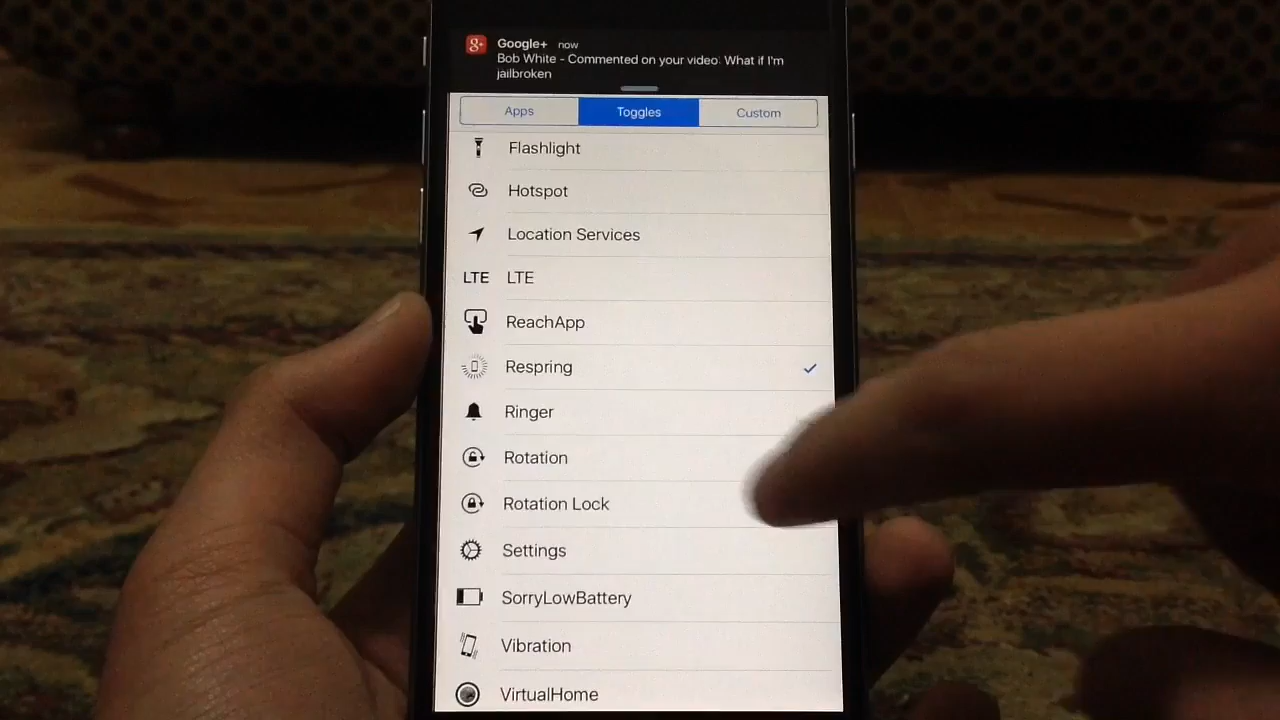 Google+ now
Bob White - Commented on your video: What if I'm
jailbroken
Apps Toggles Custom
Flashlight
Hotspot
Location Services
LTE LTE
ReachApp
Respring
Ringer
Rotation
Rotation Lock
Settings
SorryLowBattery
Vibration
VirtualHome